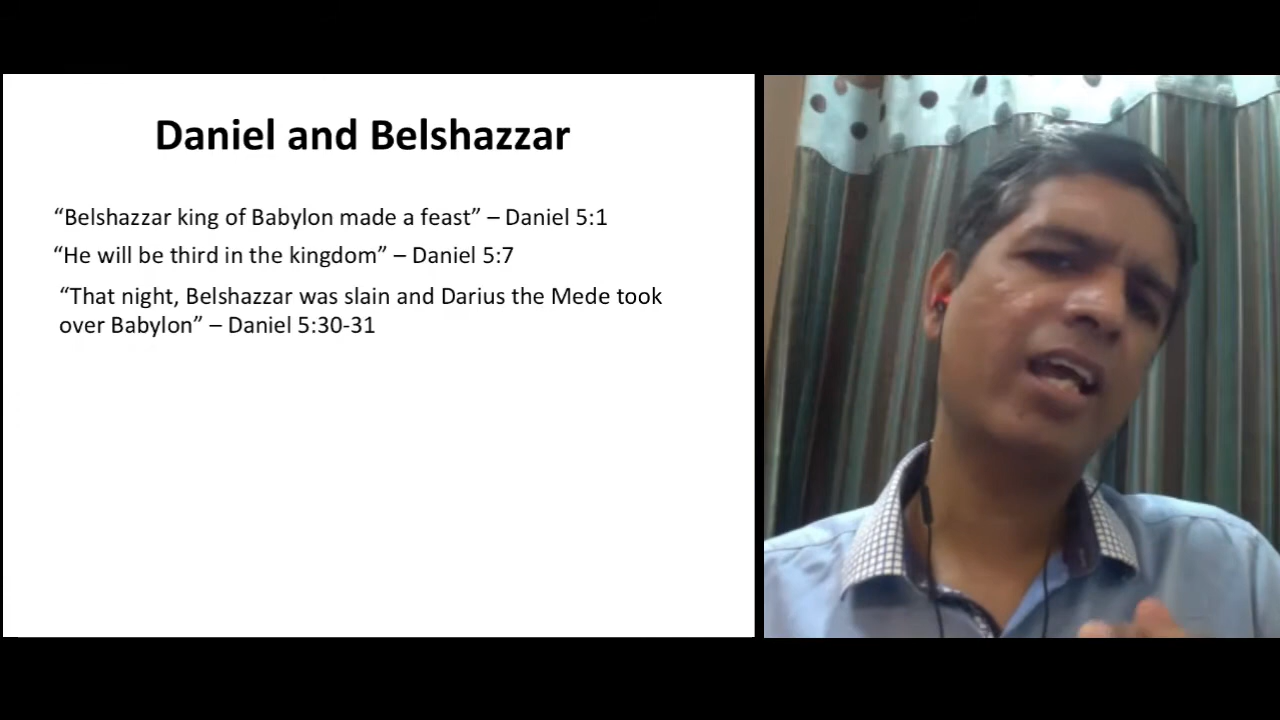 Daniel and Belshazzar
“Belshazzar king of Babylon made a feast” – Daniel 5:1
“He will be third in the kingdom” – Daniel 5:7
“That night, Belshazzar was slain and Darius the Mede took
over Babylon” – Daniel 5:30-31